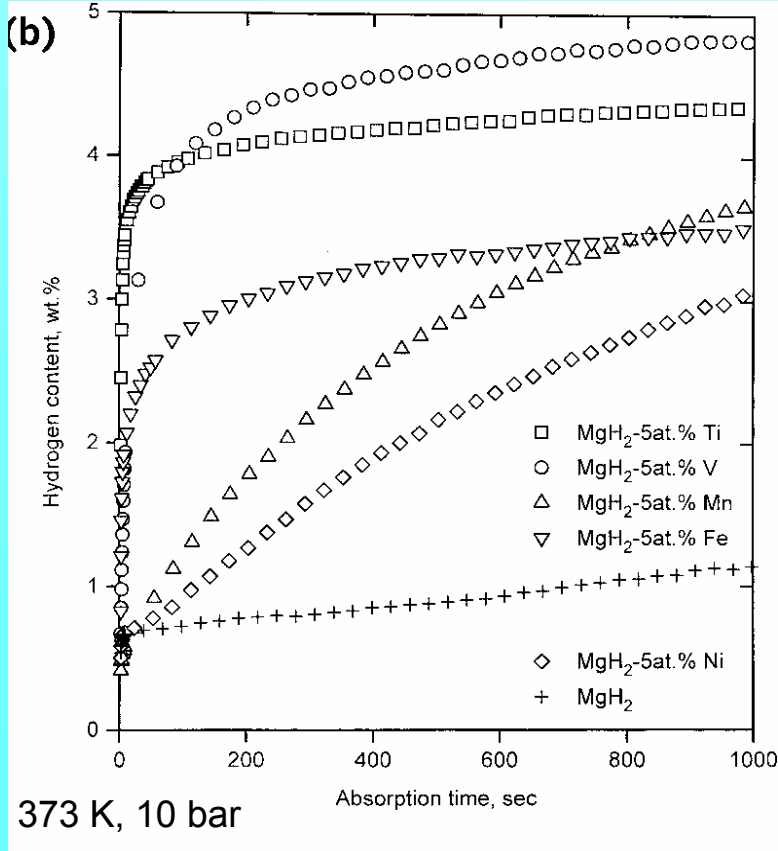 (b)
5
4
3
2
1
0
Hydrogen content, wt.%
□ MgH₂-5at.% Ti
○ MgH₂-5at.% V
△ MgH₂-5at.% Mn
▽ MgH₂-5at.% Fe
◇ MgH₂-5at.% Ni
+ MgH₂
0 200 400 600 800 1000
Absorption time, sec
373 K, 10 bar